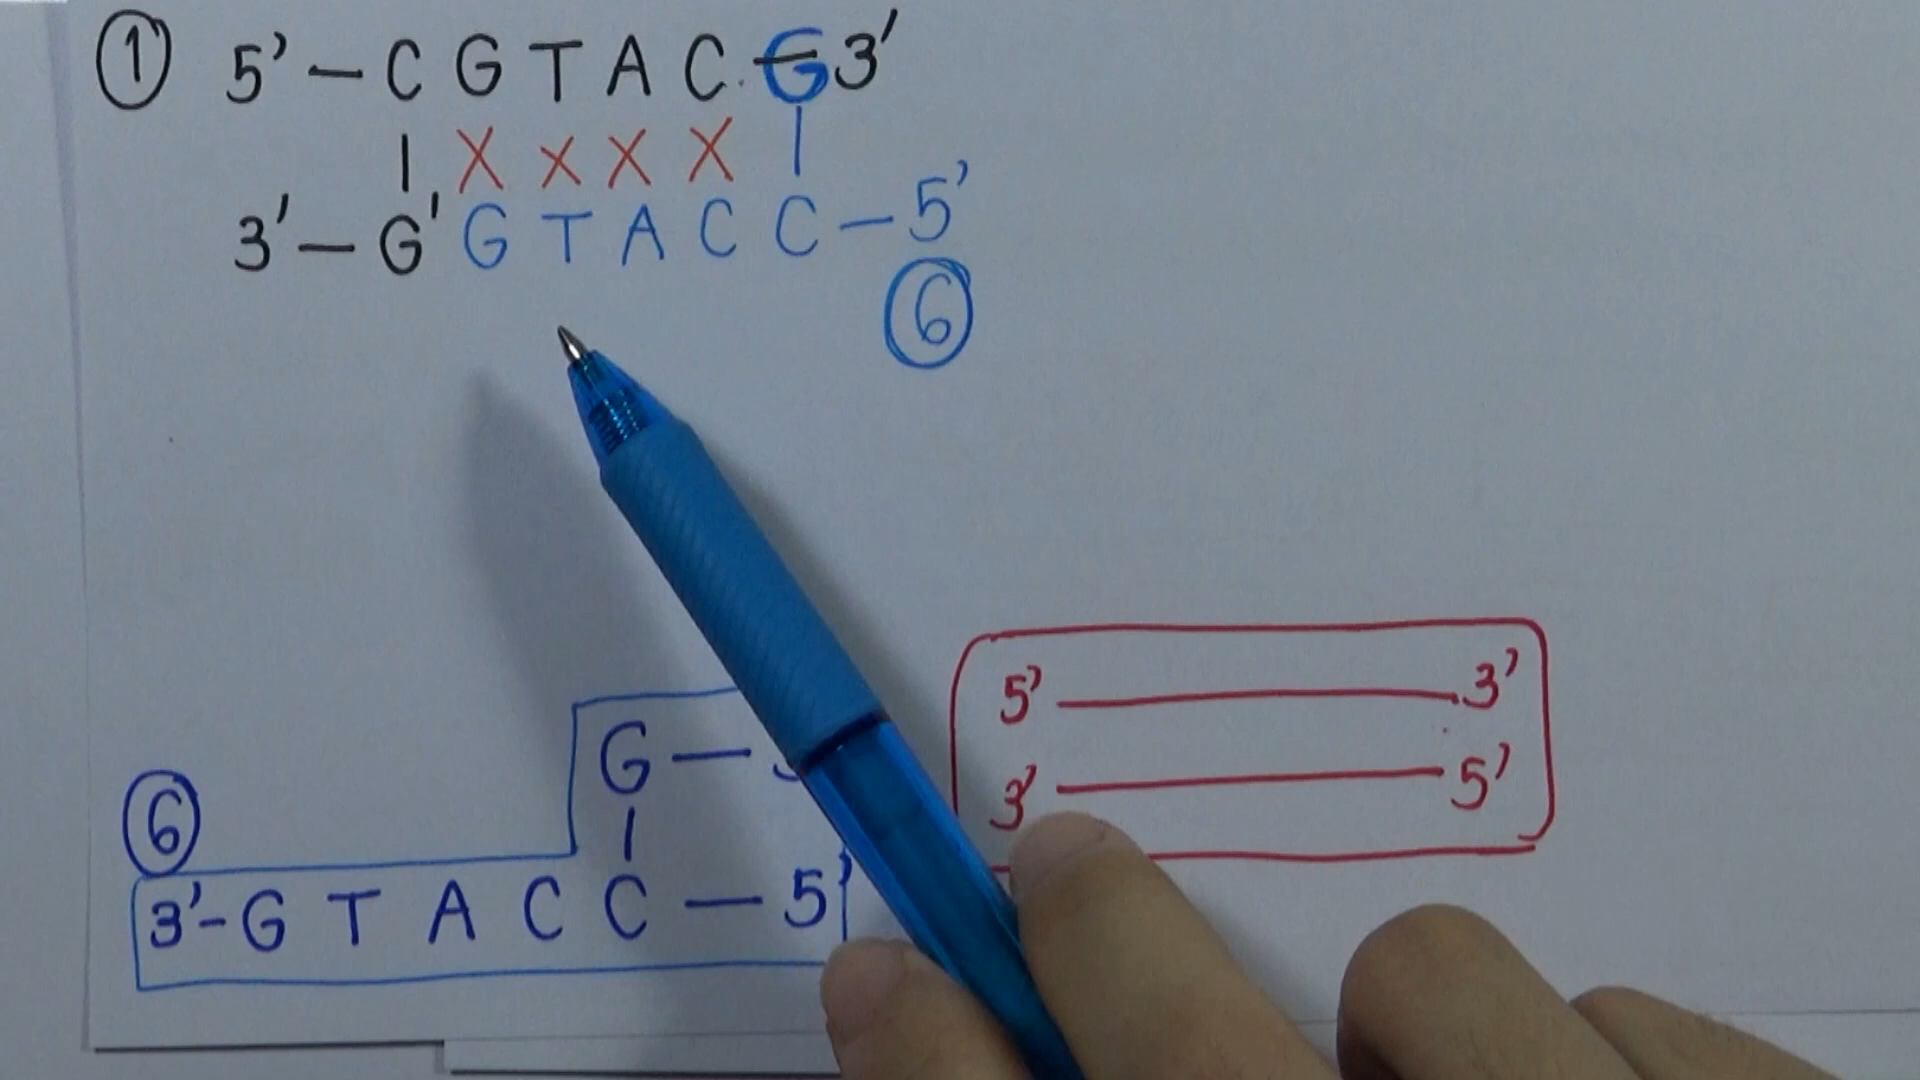 ① 5’ – C G T A C G 3’
| X X X X |
3’ – G' G T A C C – 5’
⑥
⑥
G –
|
3’-G T A C C – 5’
5’ — 3’
3’ — 5’